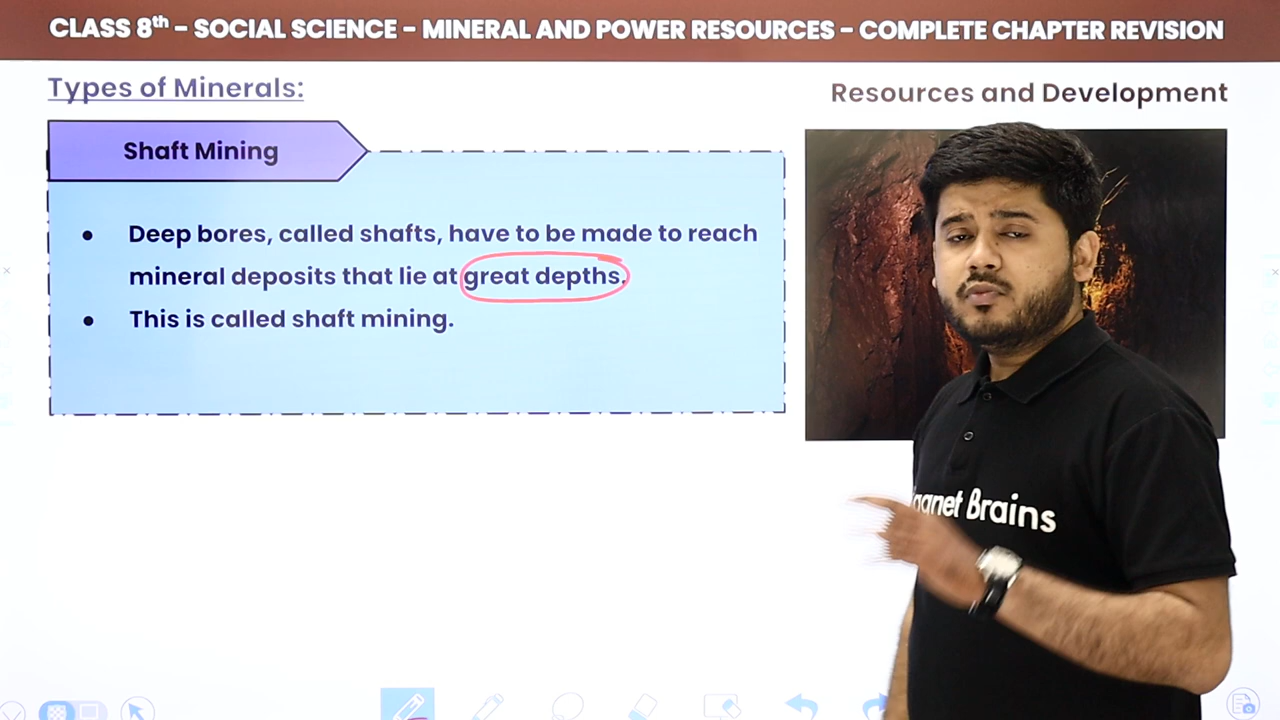 CLASS 8th – SOCIAL SCIENCE – MINERAL AND POWER RESOURCES – COMPLETE CHAPTER REVISION
Types of Minerals:
Resources and Development
Shaft Mining
• Deep bores, called shafts, have to be made to reach
mineral deposits that lie at great depths.
• This is called shaft mining.
Brains